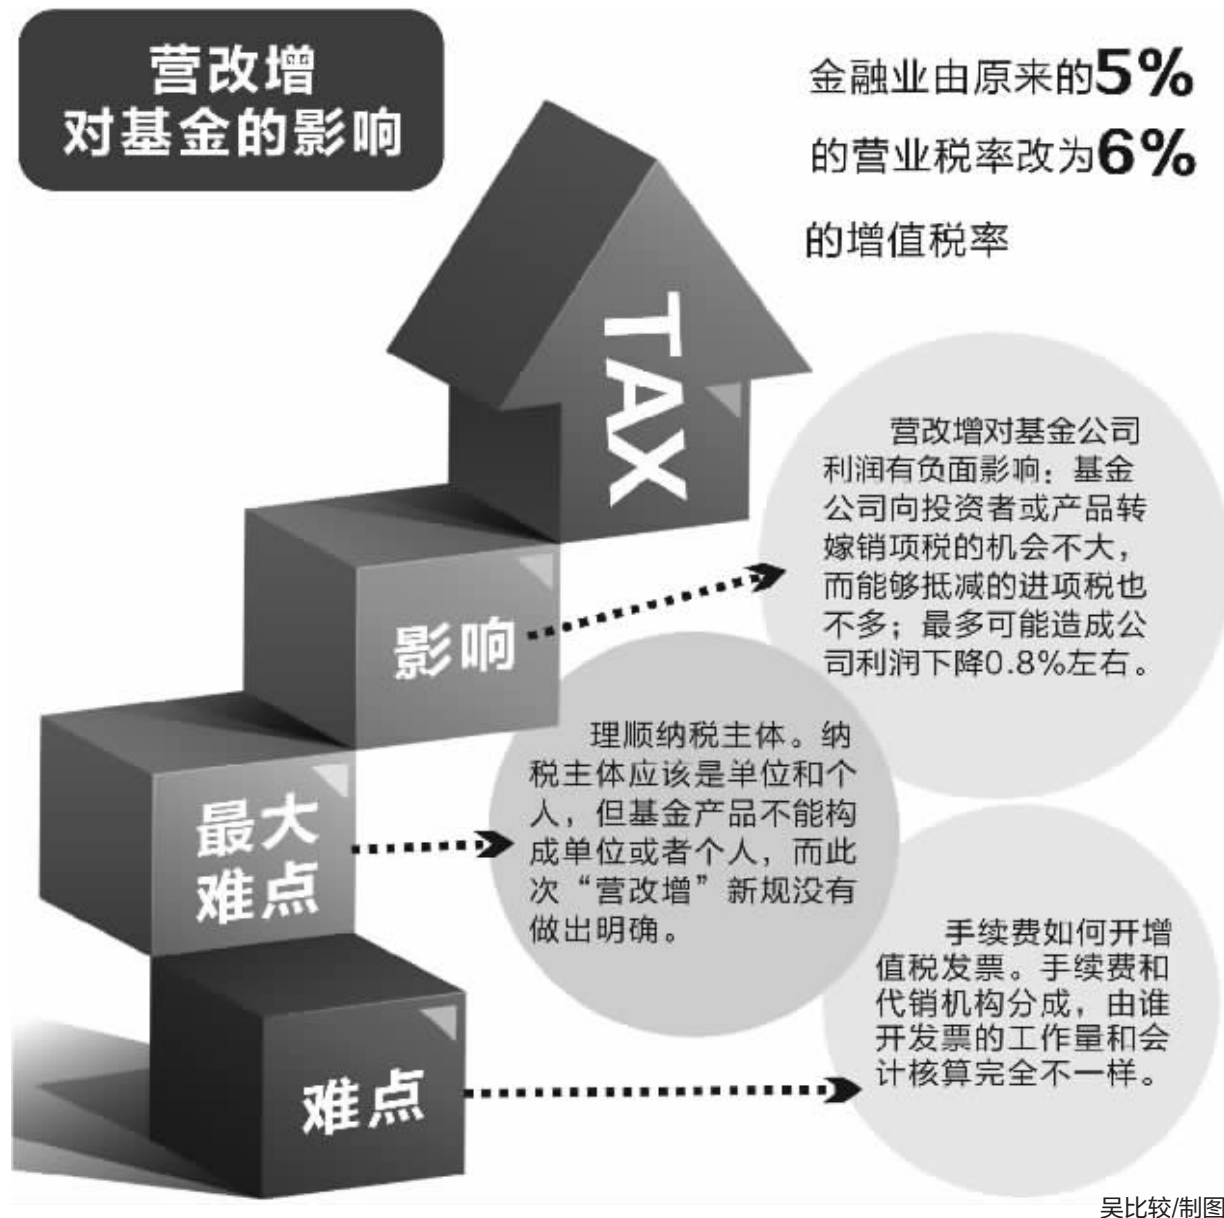 营改增
对基金的影响
金融业由原来的5%
的营业税率改为6%
的增值税率
TAX
营改增对基金公司
利润有负面影响：基金
公司向投资者或产品转
嫁销项税的机会不大，
而能够抵减的进项税也
不多；最多可能造成公
司利润下降0.8%左右。
影响
理顺纳税主体。纳
税主体应该是单位和个
人，但基金产品不能构
成单位或者个人，而此
次“营改增”新规没有
做出明确。
最大
难点
手续费如何开增
值税发票。手续费和
代销机构分成，由谁
开发票的工作量和会
计核算完全不一样。
难点
吴比较/制图